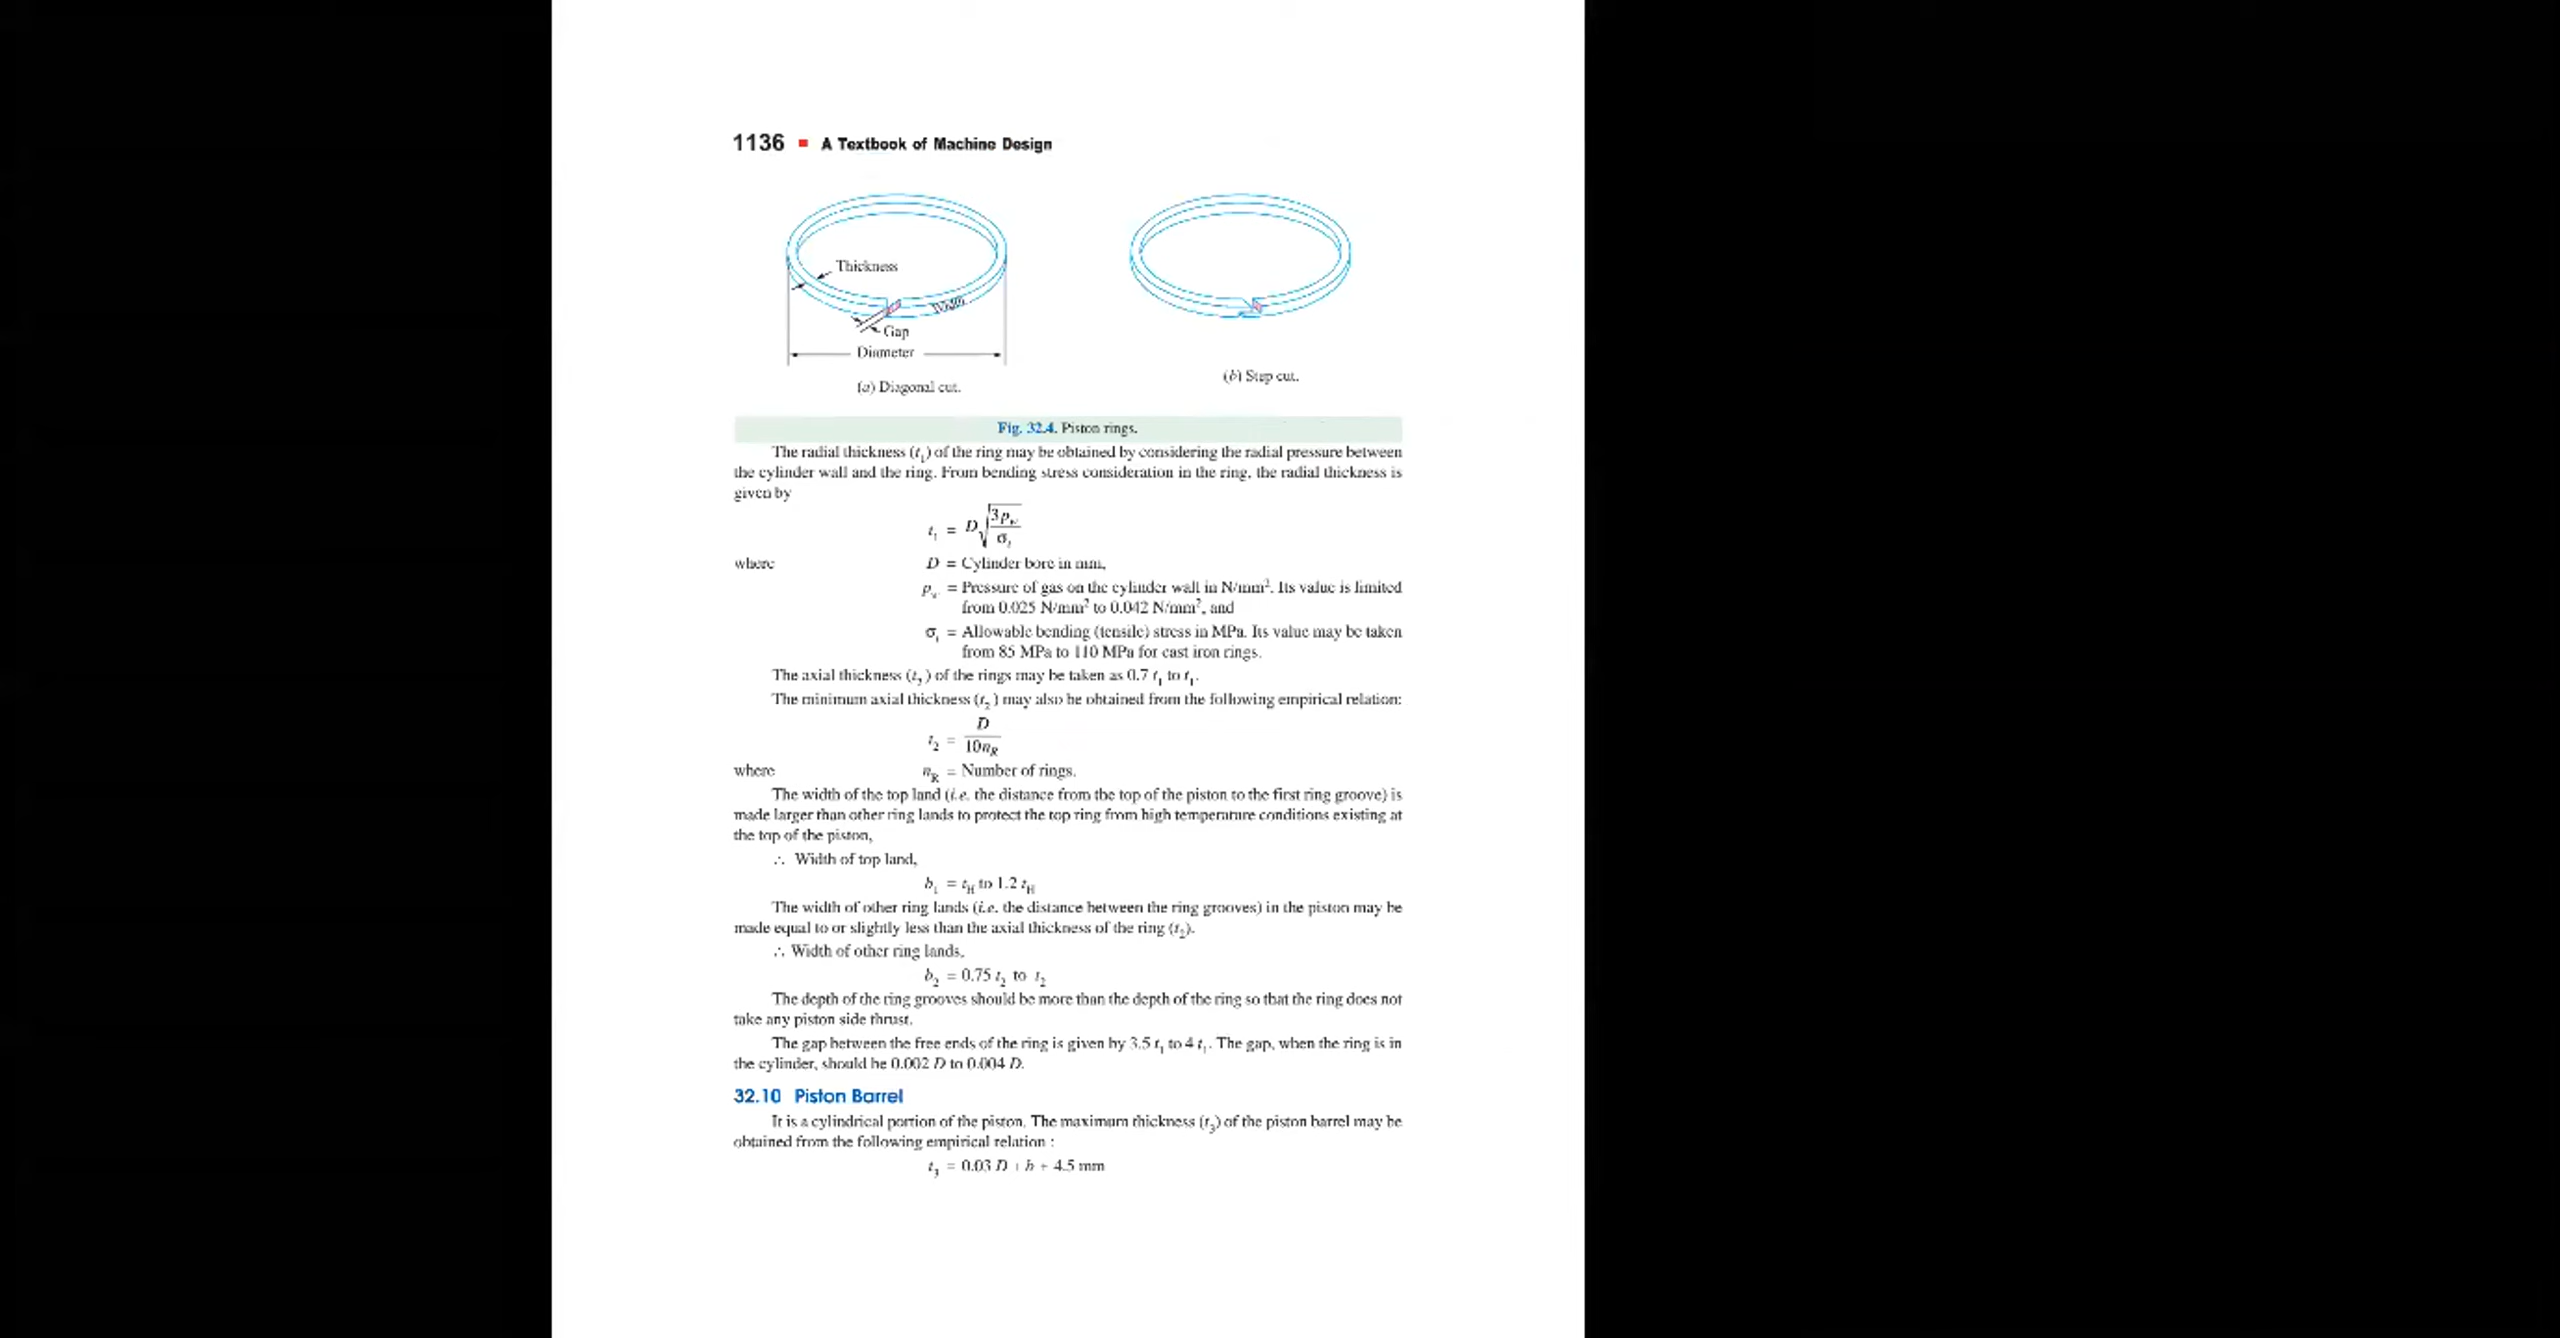 1136 ■ A Textbook of Machine Design
Thickness
Width
Gap
Diameter
(a) Diagonal cut.
(b) Step cut.
Fig. 32.4. Piston rings.
The radial thickness (t₁) of the ring may be obtained by considering the radial pressure between
the cylinder wall and the ring. From bending stress consideration in the ring, the radial thickness is
given by
t₁ = D√(3p_w / σ_t)
where D = Cylinder bore in mm,
p_w = Pressure of gas on the cylinder wall in N/mm². Its value is limited
from 0.025 N/mm² to 0.042 N/mm², and
σ_t = Allowable bending (tensile) stress in MPa. Its value may be taken
from 85 MPa to 110 MPa for cast iron rings.
The axial thickness (t₂) of the rings may be taken as 0.7 t₁ to t₁.
The minimum axial thickness (t₂) may also be obtained from the following empirical relation:
t₂ = D / 10n_R
where n_R = Number of rings.
The width of the top land (i.e. the distance from the top of the piston to the first ring groove) is
made larger than other ring lands to protect the top ring from high temperature conditions existing at
the top of the piston,
∴ Width of top land,
b₁ = t_H to 1.2 t_H
The width of other ring lands (i.e. the distance between the ring grooves) in the piston may be
made equal to or slightly less than the axial thickness of the ring (t₂).
∴ Width of other ring lands,
b₂ = 0.75 t₂ to t₂
The depth of the ring grooves should be more than the depth of the ring so that the ring does not
take any piston side thrust.
The gap between the free ends of the ring is given by 3.5 t₁ to 4 t₁. The gap, when the ring is in
the cylinder, should be 0.002 D to 0.004 D.
32.10 Piston Barrel
It is a cylindrical portion of the piston. The maximum thickness (t₃) of the piston barrel may be
obtained from the following empirical relation :
t₃ = 0.03 D + b + 4.5 mm